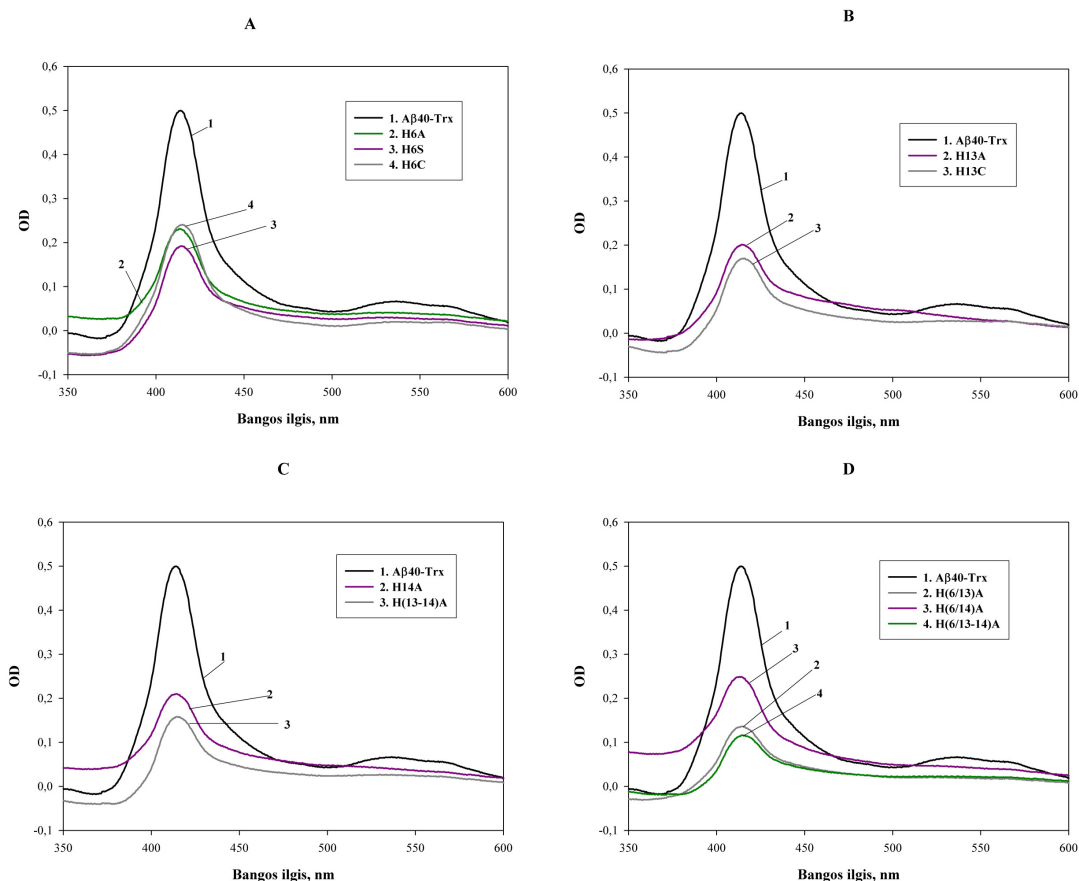 A
0,6
0,5
0,4
0,3
0,2
0,1
0,0
-0,1
OD
350 400 450 500 550 600
Bangos ilgis, nm
1. Aβ40-Trx
2. H6A
3. H6S
4. H6C
1
4
3
2
B
0,6
0,5
0,4
0,3
0,2
0,1
0,0
-0,1
OD
350 400 450 500 550 600
Bangos ilgis, nm
1. Aβ40-Trx
2. H13A
3. H13C
1
2
3
C
0,6
0,5
0,4
0,3
0,2
0,1
0,0
-0,1
OD
350 400 450 500 550 600
Bangos ilgis, nm
1. Aβ40-Trx
2. H14A
3. H(13-14)A
1
2
3
D
0,6
0,5
0,4
0,3
0,2
0,1
0,0
-0,1
OD
350 400 450 500 550 600
Bangos ilgis, nm
1. Aβ40-Trx
2. H(6/13)A
3. H(6/14)A
4. H(6/13-14)A
1
3
2
4